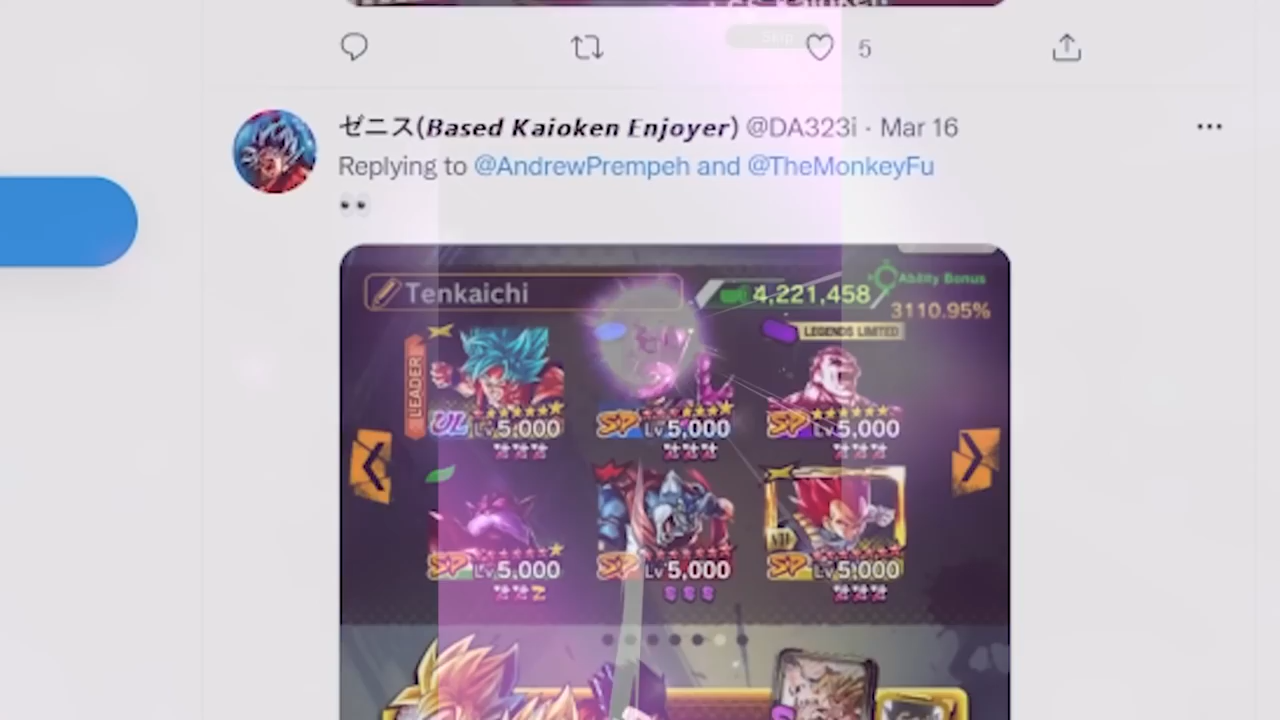 Skip
5
ゼニス(Based Kaioken Enjoyer) @DA323i · Mar 16
Replying to @AndrewPrempeh and @TheMonkeyFu
Tenkaichi
4,221,458
Ability Bonus
3110.95%
LEADER
LEGENDS LIMITED
UL Lv 5,000
SP Lv 5,000
SP Lv 5,000
SP Lv 5,000
SP Lv 5,000
SP Lv 5,000